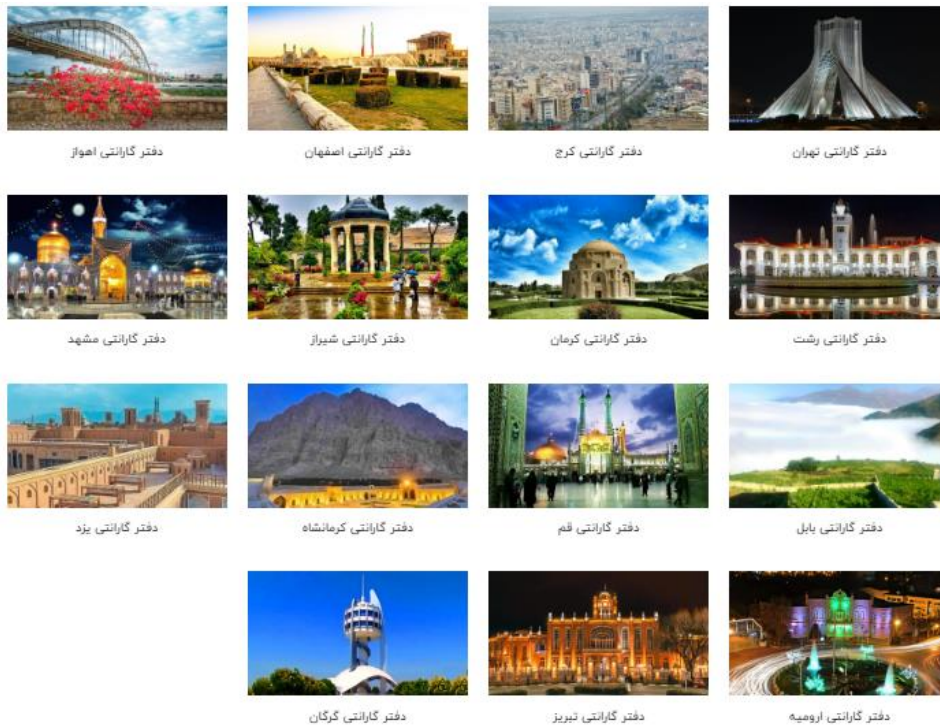 دفتر گارانتی تهران
دفتر گارانتی کرج
دفتر گارانتی اصفهان
دفتر گارانتی اهواز
دفتر گارانتی رشت
دفتر گارانتی کرمان
دفتر گارانتی شیراز
دفتر گارانتی مشهد
دفتر گارانتی بابل
دفتر گارانتی قم
دفتر گارانتی کرمانشاه
دفتر گارانتی یزد
دفتر گارانتی ارومیه
دفتر گارانتی تبریز
دفتر گارانتی گرگان